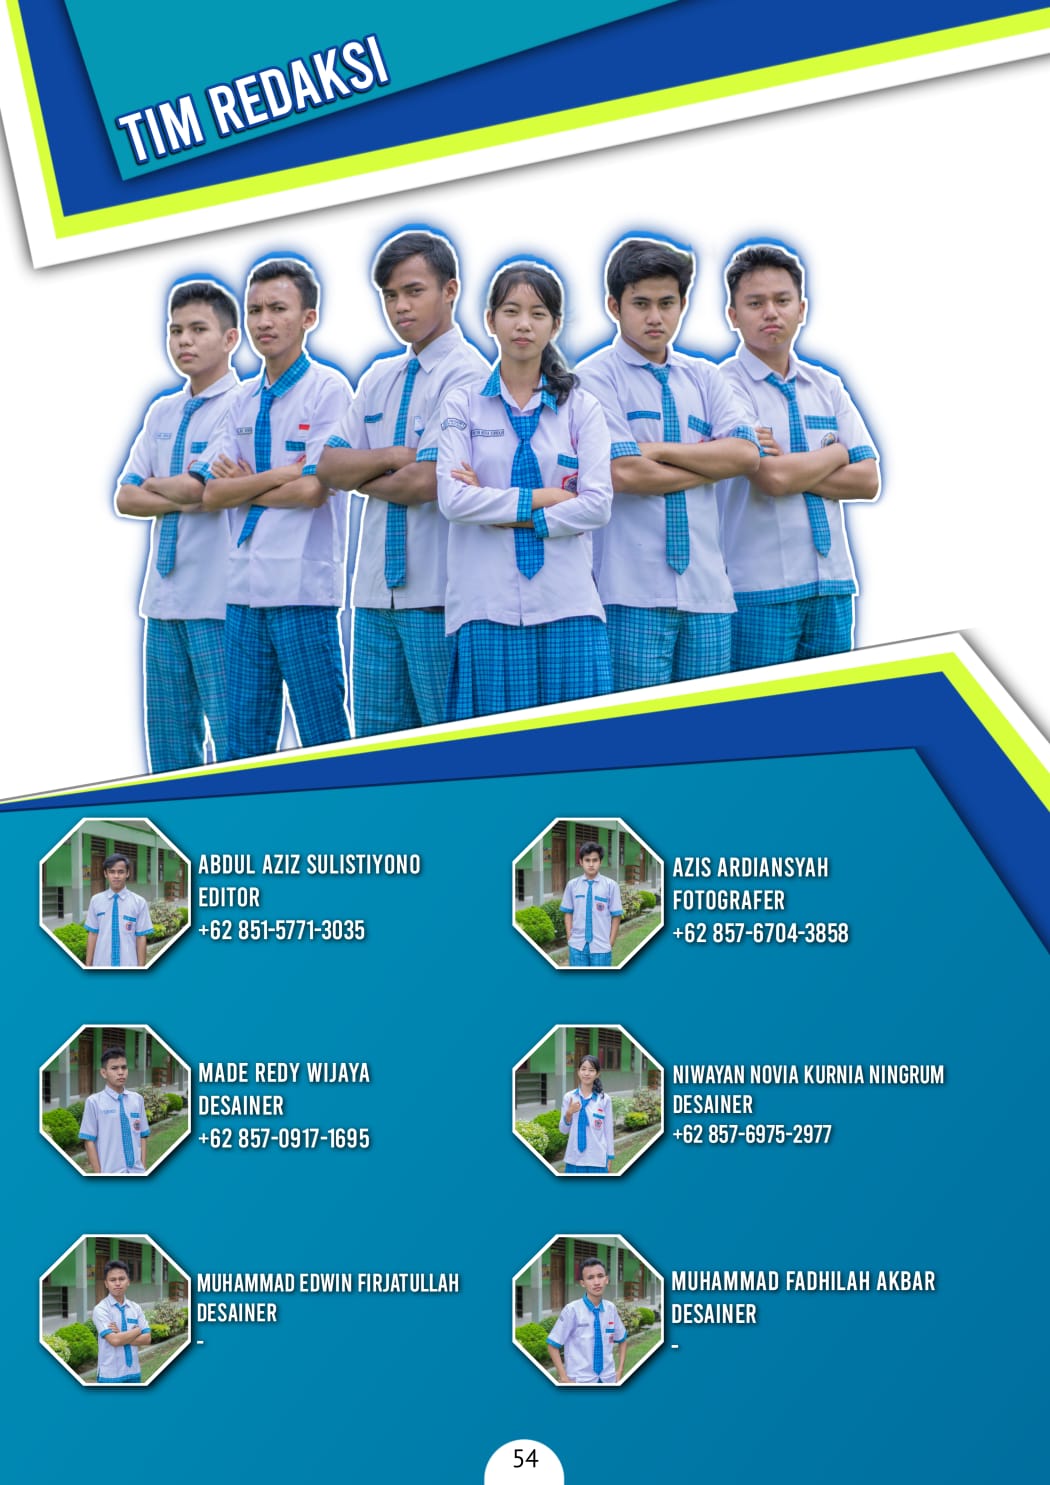 TIM REDAKSI
ABDUL AZIZ SULISTIYONO
EDITOR
+62 851-5771-3035
AZIS ARDIANSYAH
FOTOGRAFER
+62 857-6704-3858
MADE REDY WIJAYA
DESAINER
+62 857-0917-1695
NIWAYAN NOVIA KURNIA NINGRUM
DESAINER
+62 857-6975-2977
MUHAMMAD EDWIN FIRJATULLAH
DESAINER
-
MUHAMMAD FADHILAH AKBAR
DESAINER
-
54